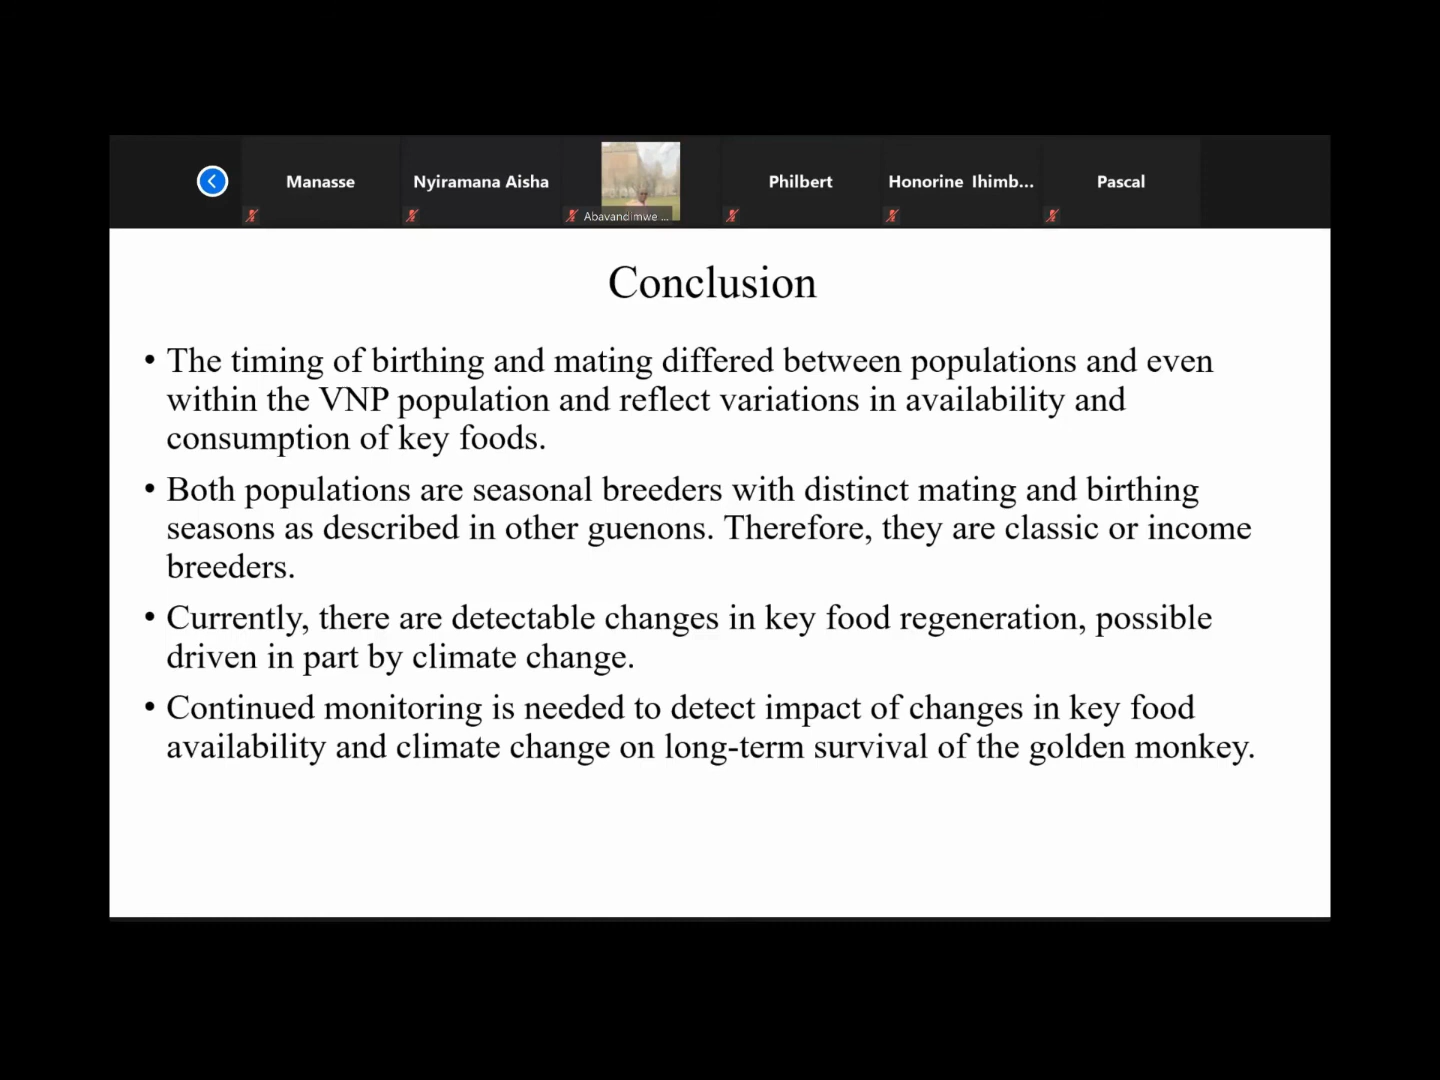 Manasse
Nyiramana Aisha
Abavandimwe ...
Philbert
Honorine Ihimb...
Pascal
Conclusion
• The timing of birthing and mating differed between populations and even
within the VNP population and reflect variations in availability and
consumption of key foods.
• Both populations are seasonal breeders with distinct mating and birthing
seasons as described in other guenons. Therefore, they are classic or income
breeders.
• Currently, there are detectable changes in key food regeneration, possible
driven in part by climate change.
• Continued monitoring is needed to detect impact of changes in key food
availability and climate change on long-term survival of the golden monkey.